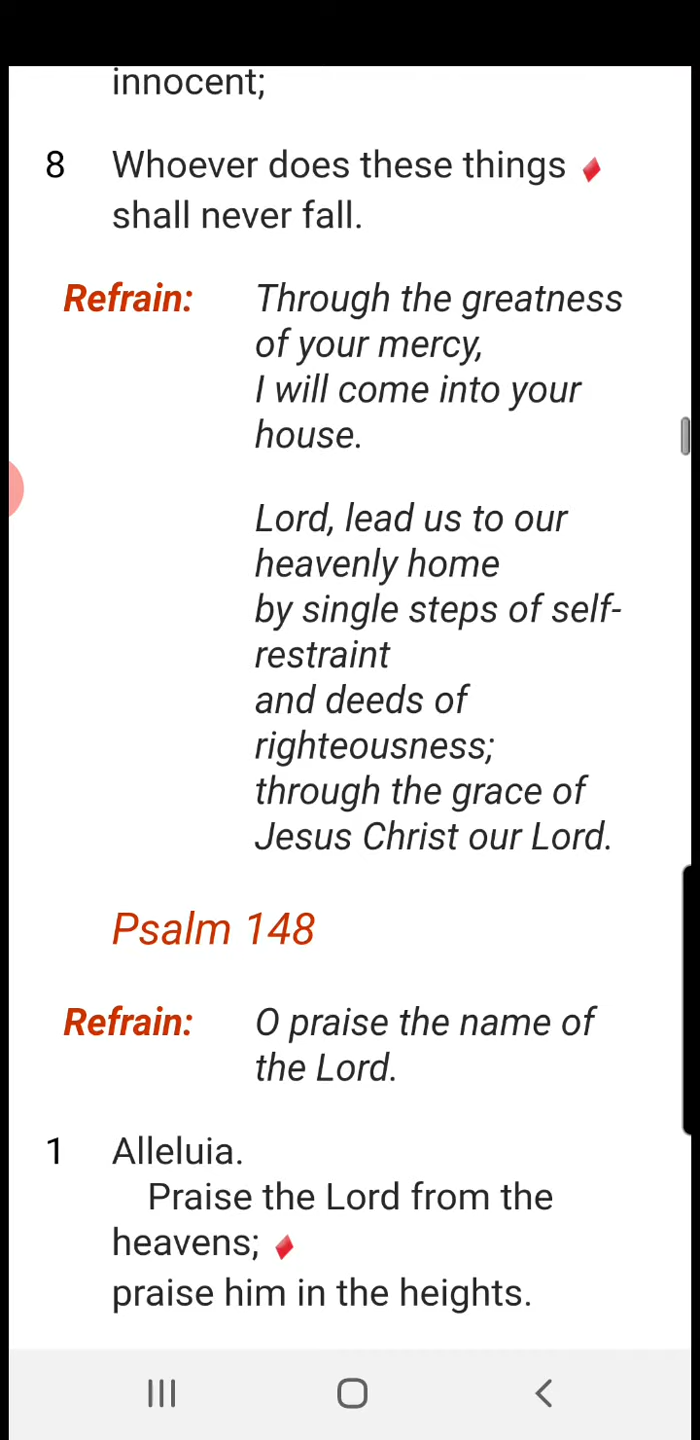 innocent;
8 Whoever does these things ♦
shall never fall.
Refrain: Through the greatness
of your mercy,
I will come into your
house.
Lord, lead us to our
heavenly home
by single steps of self-
restraint
and deeds of
righteousness;
through the grace of
Jesus Christ our Lord.
Psalm 148
Refrain: O praise the name of
the Lord.
1 Alleluia.
Praise the Lord from the
heavens; ♦
praise him in the heights.